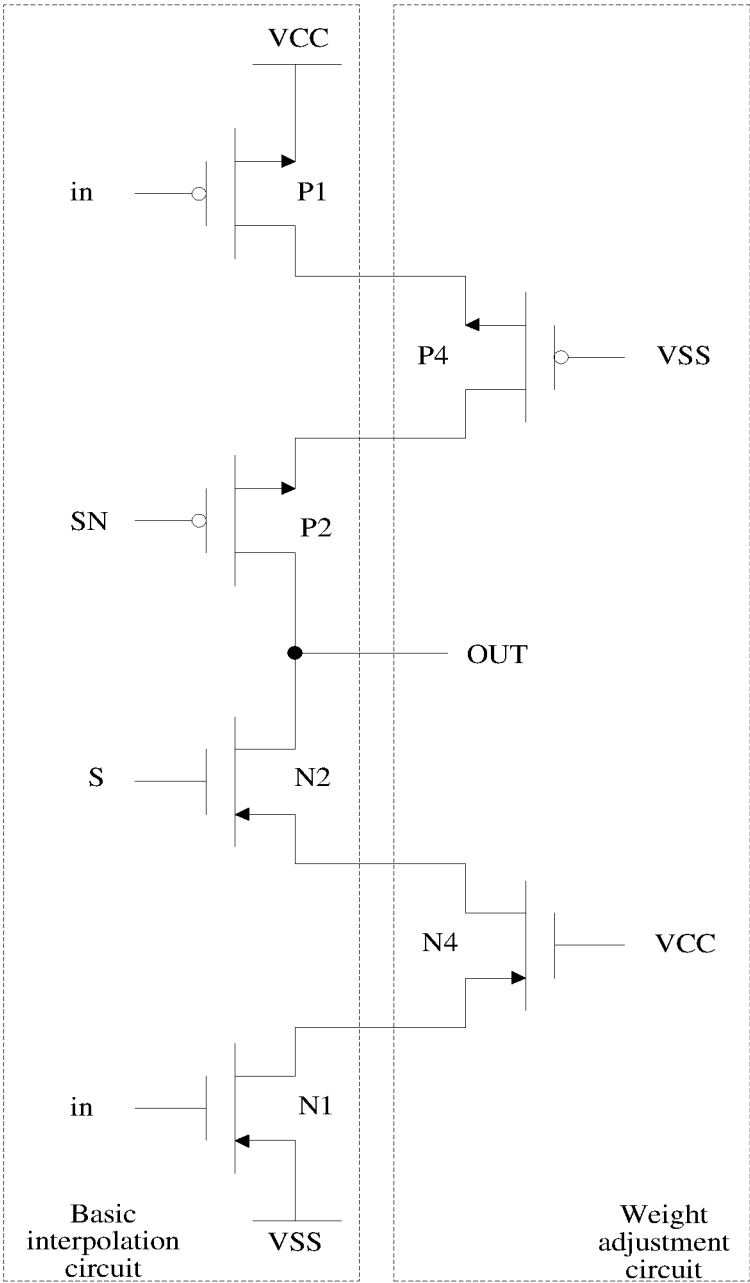 VCC
in
P1
P4
VSS
SN
P2
OUT
S
N2
N4
VCC
in
N1
VSS
Basic
interpolation
circuit
Weight
adjustment
circuit